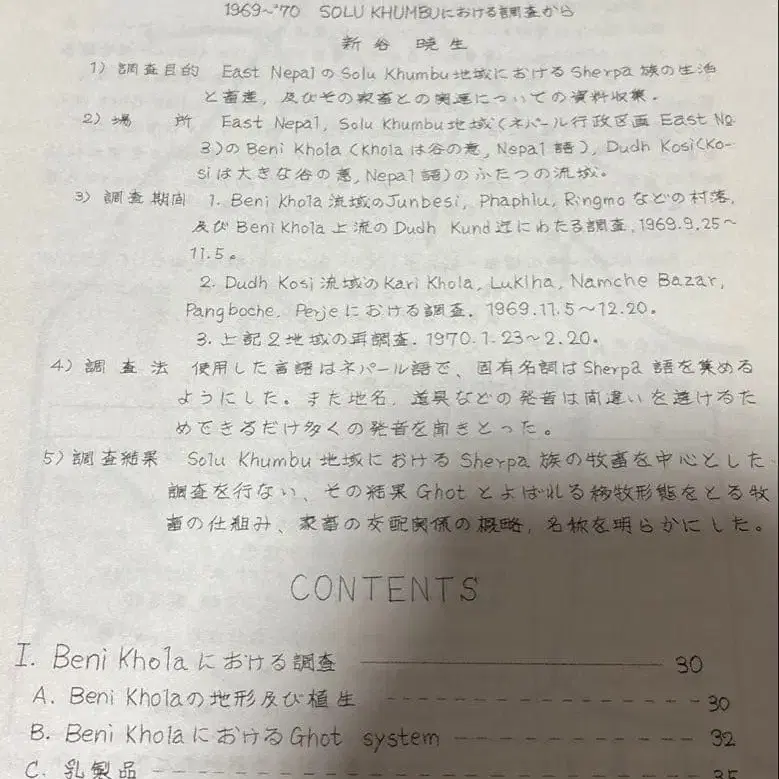 1969~'70 SOLU KHUMBUにおける調査から
新谷 暁生
1) 調査目的 East NepalのSolu Khumbu地域におけるSherpa族の生活
と畜産, 及びその家畜との関連についての資料収集.
2) 場 所 East Nepal, Solu Khumbu地域(ネパール行政区画 East No
3)のBeni Khola (Kholaは谷の意, Nepal語), Dudh Kosi(Ko-
siは大きな谷の意, Nepal語)のふたつの流域。
3) 調査期間 1. Beni Khola 流域のJunbesi, Phaphlu, Ringmoなどの村落,
及びBeni Khola上流のDudh Kund迄にわたる調査, 1969.9.25~
11.5。
2. Dudh Kosi 流域のKari Khola, Luklha, Namche Bazar,
Pangboche. Perjeにおける調査. 1969.11.5~12.20.
3. 上記2地域の再調査. 1970.1.23~2.20.
4) 調 査 法 使用した言語はネパール語で、固有名詞はSherpa 語を集める
ようにした。また地名, 道具などの発音は間違いを避けるた
めできるだけ多くの発音を聞きとった。
5) 調査結果 Solu Khumbu 地域におけるSherpa 族の牧畜を中心とした
調査を行ない、その結果Ghotとよばれる移牧形態をとる牧
畜の仕組み、家畜の交配関係の概略, 名称を明らかにした。
CONTENTS
I. Beni Kholaにおける調査 ―――― 30
A. Beni Kholaの地形及び植生 ---- 30
B. Beni KholaにおけるGhot system ---- 32
C. 乳製品 ---- 35